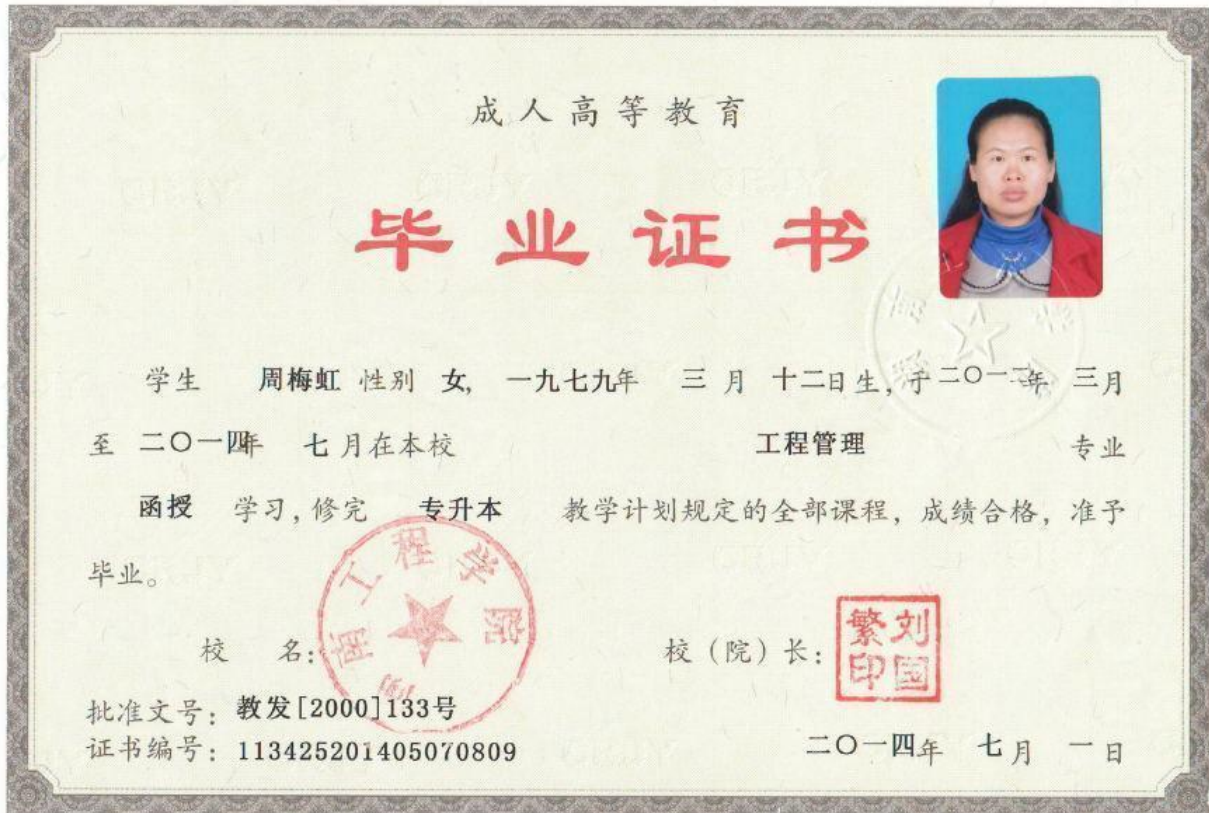 成人高等教育
毕业证书
学生 周梅虹 性别 女, 一九七九年 三月 十二日生,于二〇一二年 三月
至 二〇一四年 七月在本校 工程管理 专业
函授 学习,修完 专升本 教学计划规定的全部课程,成绩合格,准予
毕业。
南工程学院
校 名:
校(院)长:
刘国繁印
批准文号:教发[2000]133号
证书编号:113425201405070809
二〇一四年 七月 一日